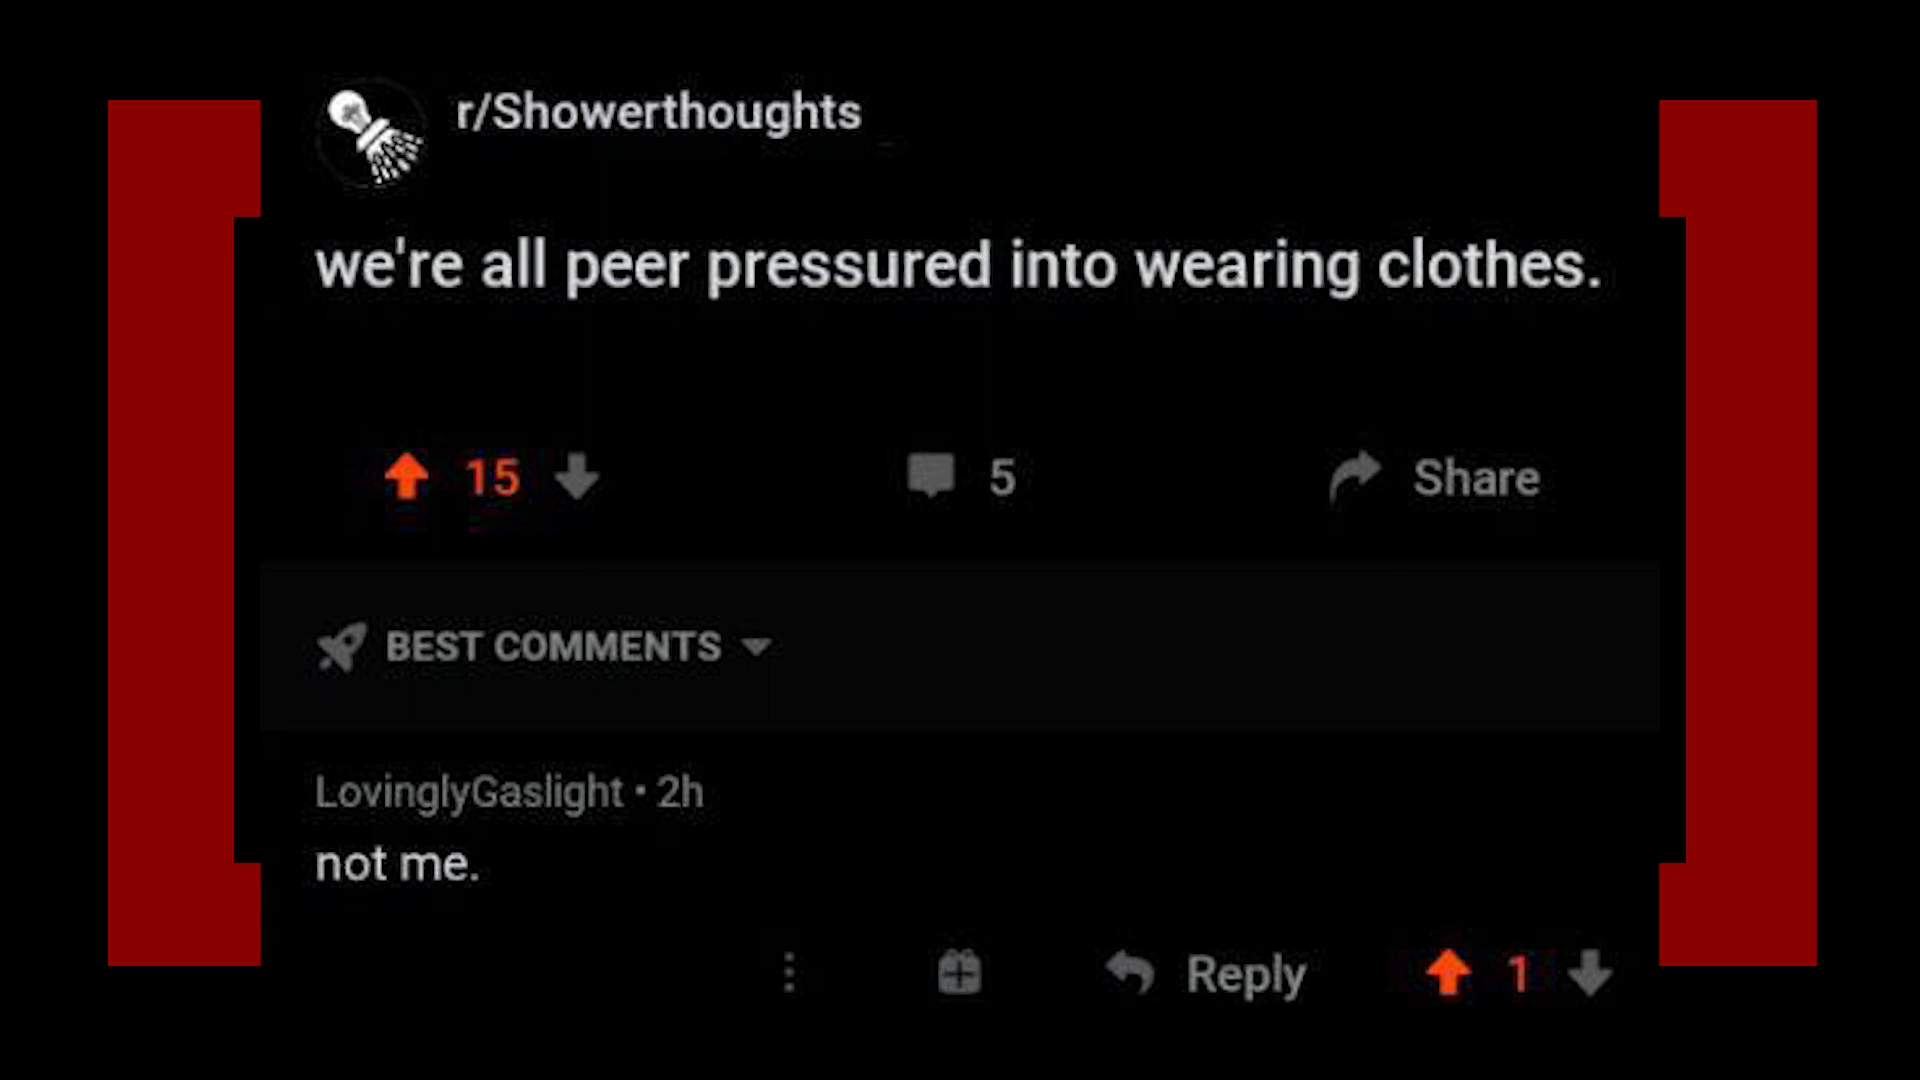 r/Showerthoughts
we're all peer pressured into wearing clothes.
15 5 Share
BEST COMMENTS
LovinglyGaslight • 2h
not me.
Reply 1